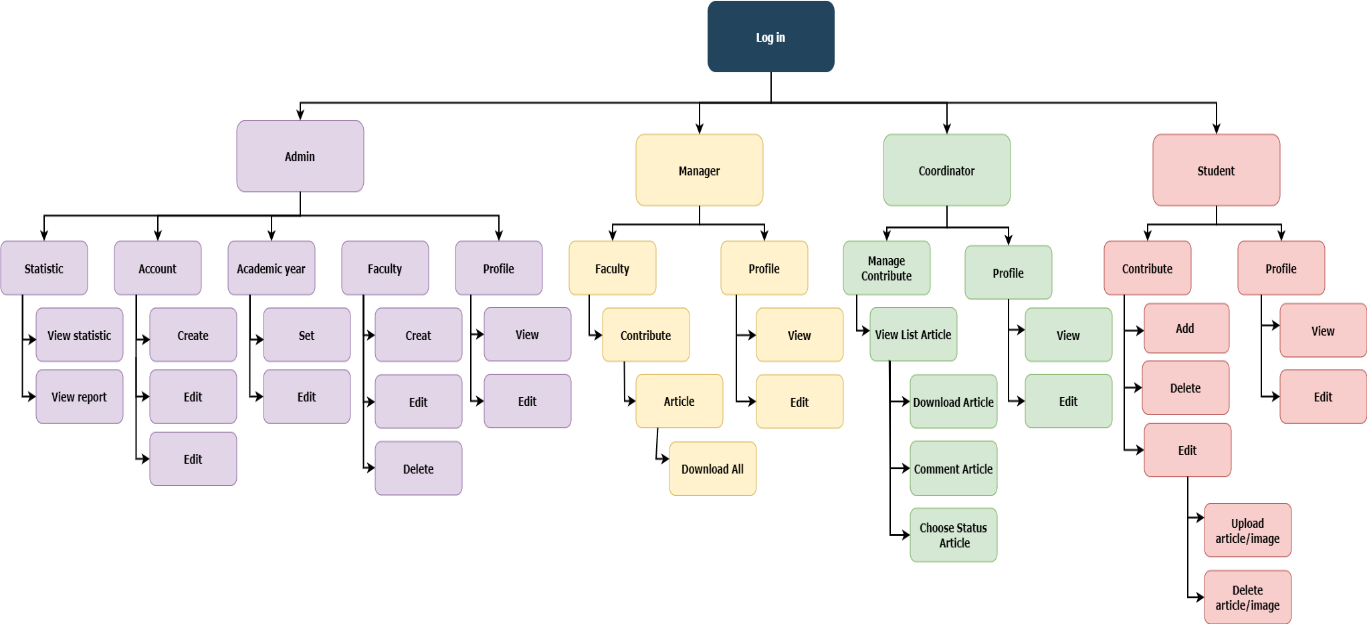 Log in
Admin
Manager
Coordinator
Student
Statistic
Account
Academic year
Faculty
Profile
Faculty
Profile
Manage
Contribute
Profile
Contribute
Profile
View statistic
Create
Set
Creat
View
Contribute
View
View List Article
View
Add
View
View report
Edit
Edit
Edit
Edit
Article
Edit
Download Article
Edit
Delete
Edit
Edit
Delete
Download All
Comment Article
Edit
Choose Status
Article
Upload
article/image
Delete
article/image